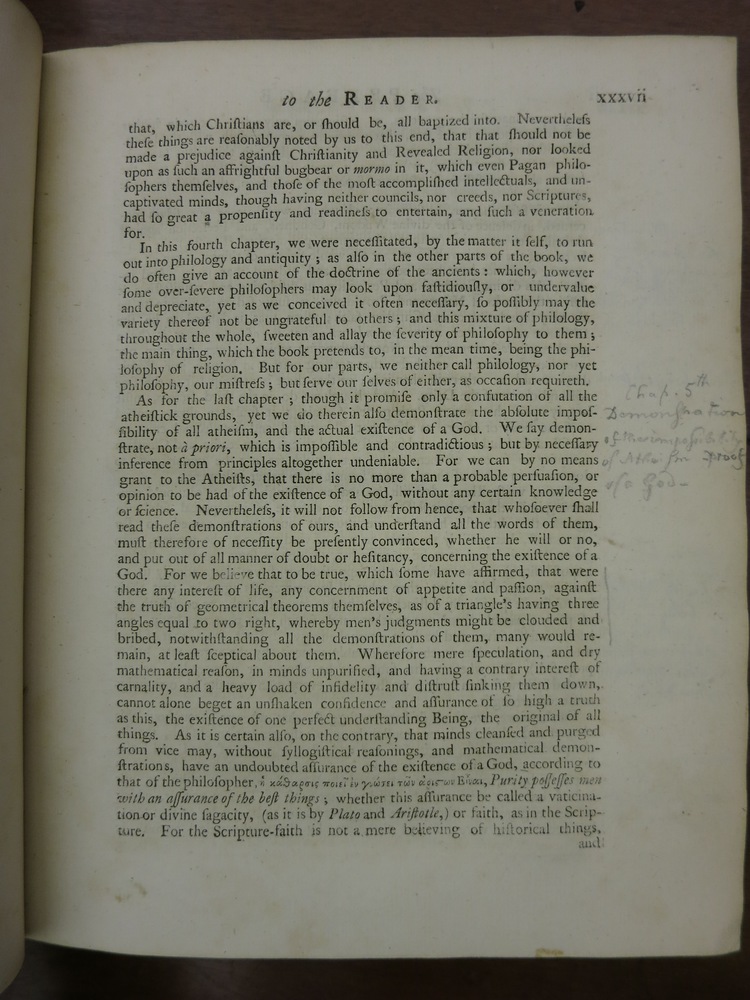 to the READER. xxxvii
that, which Chriſtians are, or ſhould be, all baptized into. Nevertheleſs
theſe things are reaſonably noted by us to this end, that that ſhould not be
made a prejudice againſt Chriſtianity and Revealed Religion, nor looked
upon as ſuch an affrightful bugbear or mormo in it, which even Pagan philo-
ſophers themſelves, and thoſe of the moſt accompliſhed intellectuals, and un-
captivated minds, though having neither councils, nor creeds, nor Scriptures,
had ſo great a propenſity and readineſs to entertain, and ſuch a veneration
for.
In this fourth chapter, we were neceſſitated, by the matter it ſelf, to run
out into philology and antiquity; as alſo in the other parts of the book, we
do often give an account of the doctrine of the ancients: which, however
ſome over-ſevere philoſophers may look upon faſtidiouſly, or undervalue
and depreciate, yet as we conceived it often neceſſary, ſo poſſibly may the
variety thereof not be ungrateful to others; and this mixture of philology,
throughout the whole, ſweeten and allay the ſeverity of philoſophy to them;
the main thing, which the book pretends to, in the mean time, being the phi-
loſophy of religion. But for our parts, we neither call philology, nor yet
philoſophy, our miſtreſs; but ſerve our ſelves of either, as occaſion requireth.
As for the laſt chapter; though it promiſe only a confutation of all the
atheiſtick grounds, yet we do therein alſo demonſtrate the abſolute impoſ-
ſibility of all atheiſm, and the actual exiſtence of a God. We ſay demon-
ſtrate, not à priori, which is impoſſible and contradictious; but by neceſſary
inference from principles altogether undeniable. For we can by no means
grant to the Atheiſts, that there is no more than a probable perſuaſion, or
opinion to be had of the exiſtence of a God, without any certain knowledge
or ſcience. Nevertheleſs, it will not follow from hence, that whoſoever ſhall
read theſe demonſtrations of ours, and underſtand all the words of them,
muſt therefore of neceſſity be preſently convinced, whether he will or no,
and put out of all manner of doubt or heſitancy, concerning the exiſtence of a
God. For we believe that to be true, which ſome have affirmed, that were
there any intereſt of life, any concernment of appetite and paſſion, againſt
the truth of geometrical theorems themſelves, as of a triangle's having three
angles equal to two right, whereby men's judgments might be clouded and
bribed, notwithſtanding all the demonſtrations of them, many would re-
main, at leaſt ſceptical about them. Wherefore mere ſpeculation, and dry
mathematical reaſon, in minds unpurified, and having a contrary intereſt of
carnality, and a heavy load of infidelity and diſtruſt ſinking them down,
cannot alone beget an unſhaken confidence and aſſurance of ſo high a truth
as this, the exiſtence of one perfect underſtanding Being, the original of all
things. As it is certain alſo, on the contrary, that minds cleanſed and purged
from vice may, without ſyllogiſtical reaſonings, and mathematical demon-
ſtrations, have an undoubted aſſurance of the exiſtence of a God, according to
that of the philoſopher, ἡ κάθαρσις ποιεῖ ἐν γνώσει τῶν ἀρίστων εἶναι, Purity poſſeſſes men
with an aſſurance of the beſt things; whether this aſſurance be called a vaticina-
tion or divine ſagacity, (as it is by Plato and Ariſtotle,) or faith, as in the Scrip-
ture. For the Scripture-faith is not a mere believing of hiſtorical things,
and
Chap. 5th
Demonstration
of the impossibility
of Atheism proof
of a God